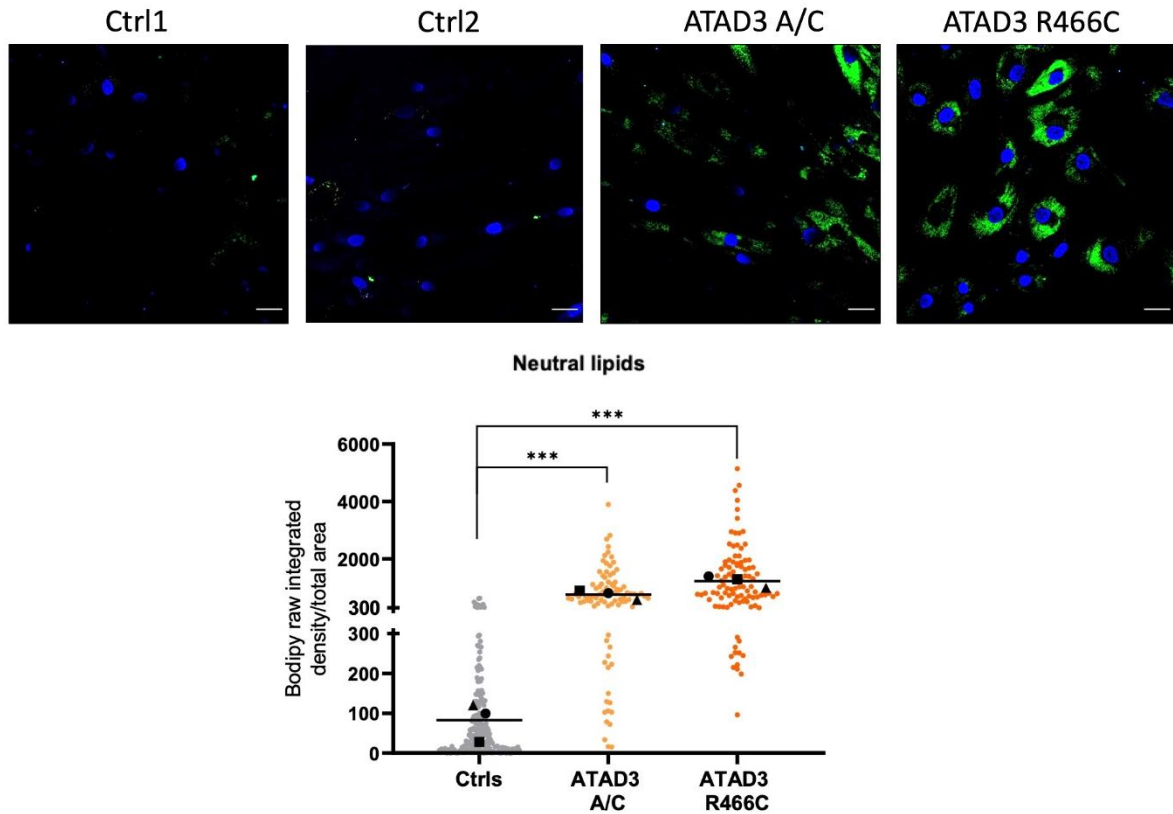 Ctrl1 Ctrl2 ATAD3 A/C ATAD3 R466C
Neutral lipids
***
***
6000
4000
2000
300
300
200
100
0
Bodipy raw integrated
density/total area
Ctrls ATAD3 ATAD3
A/C R466C